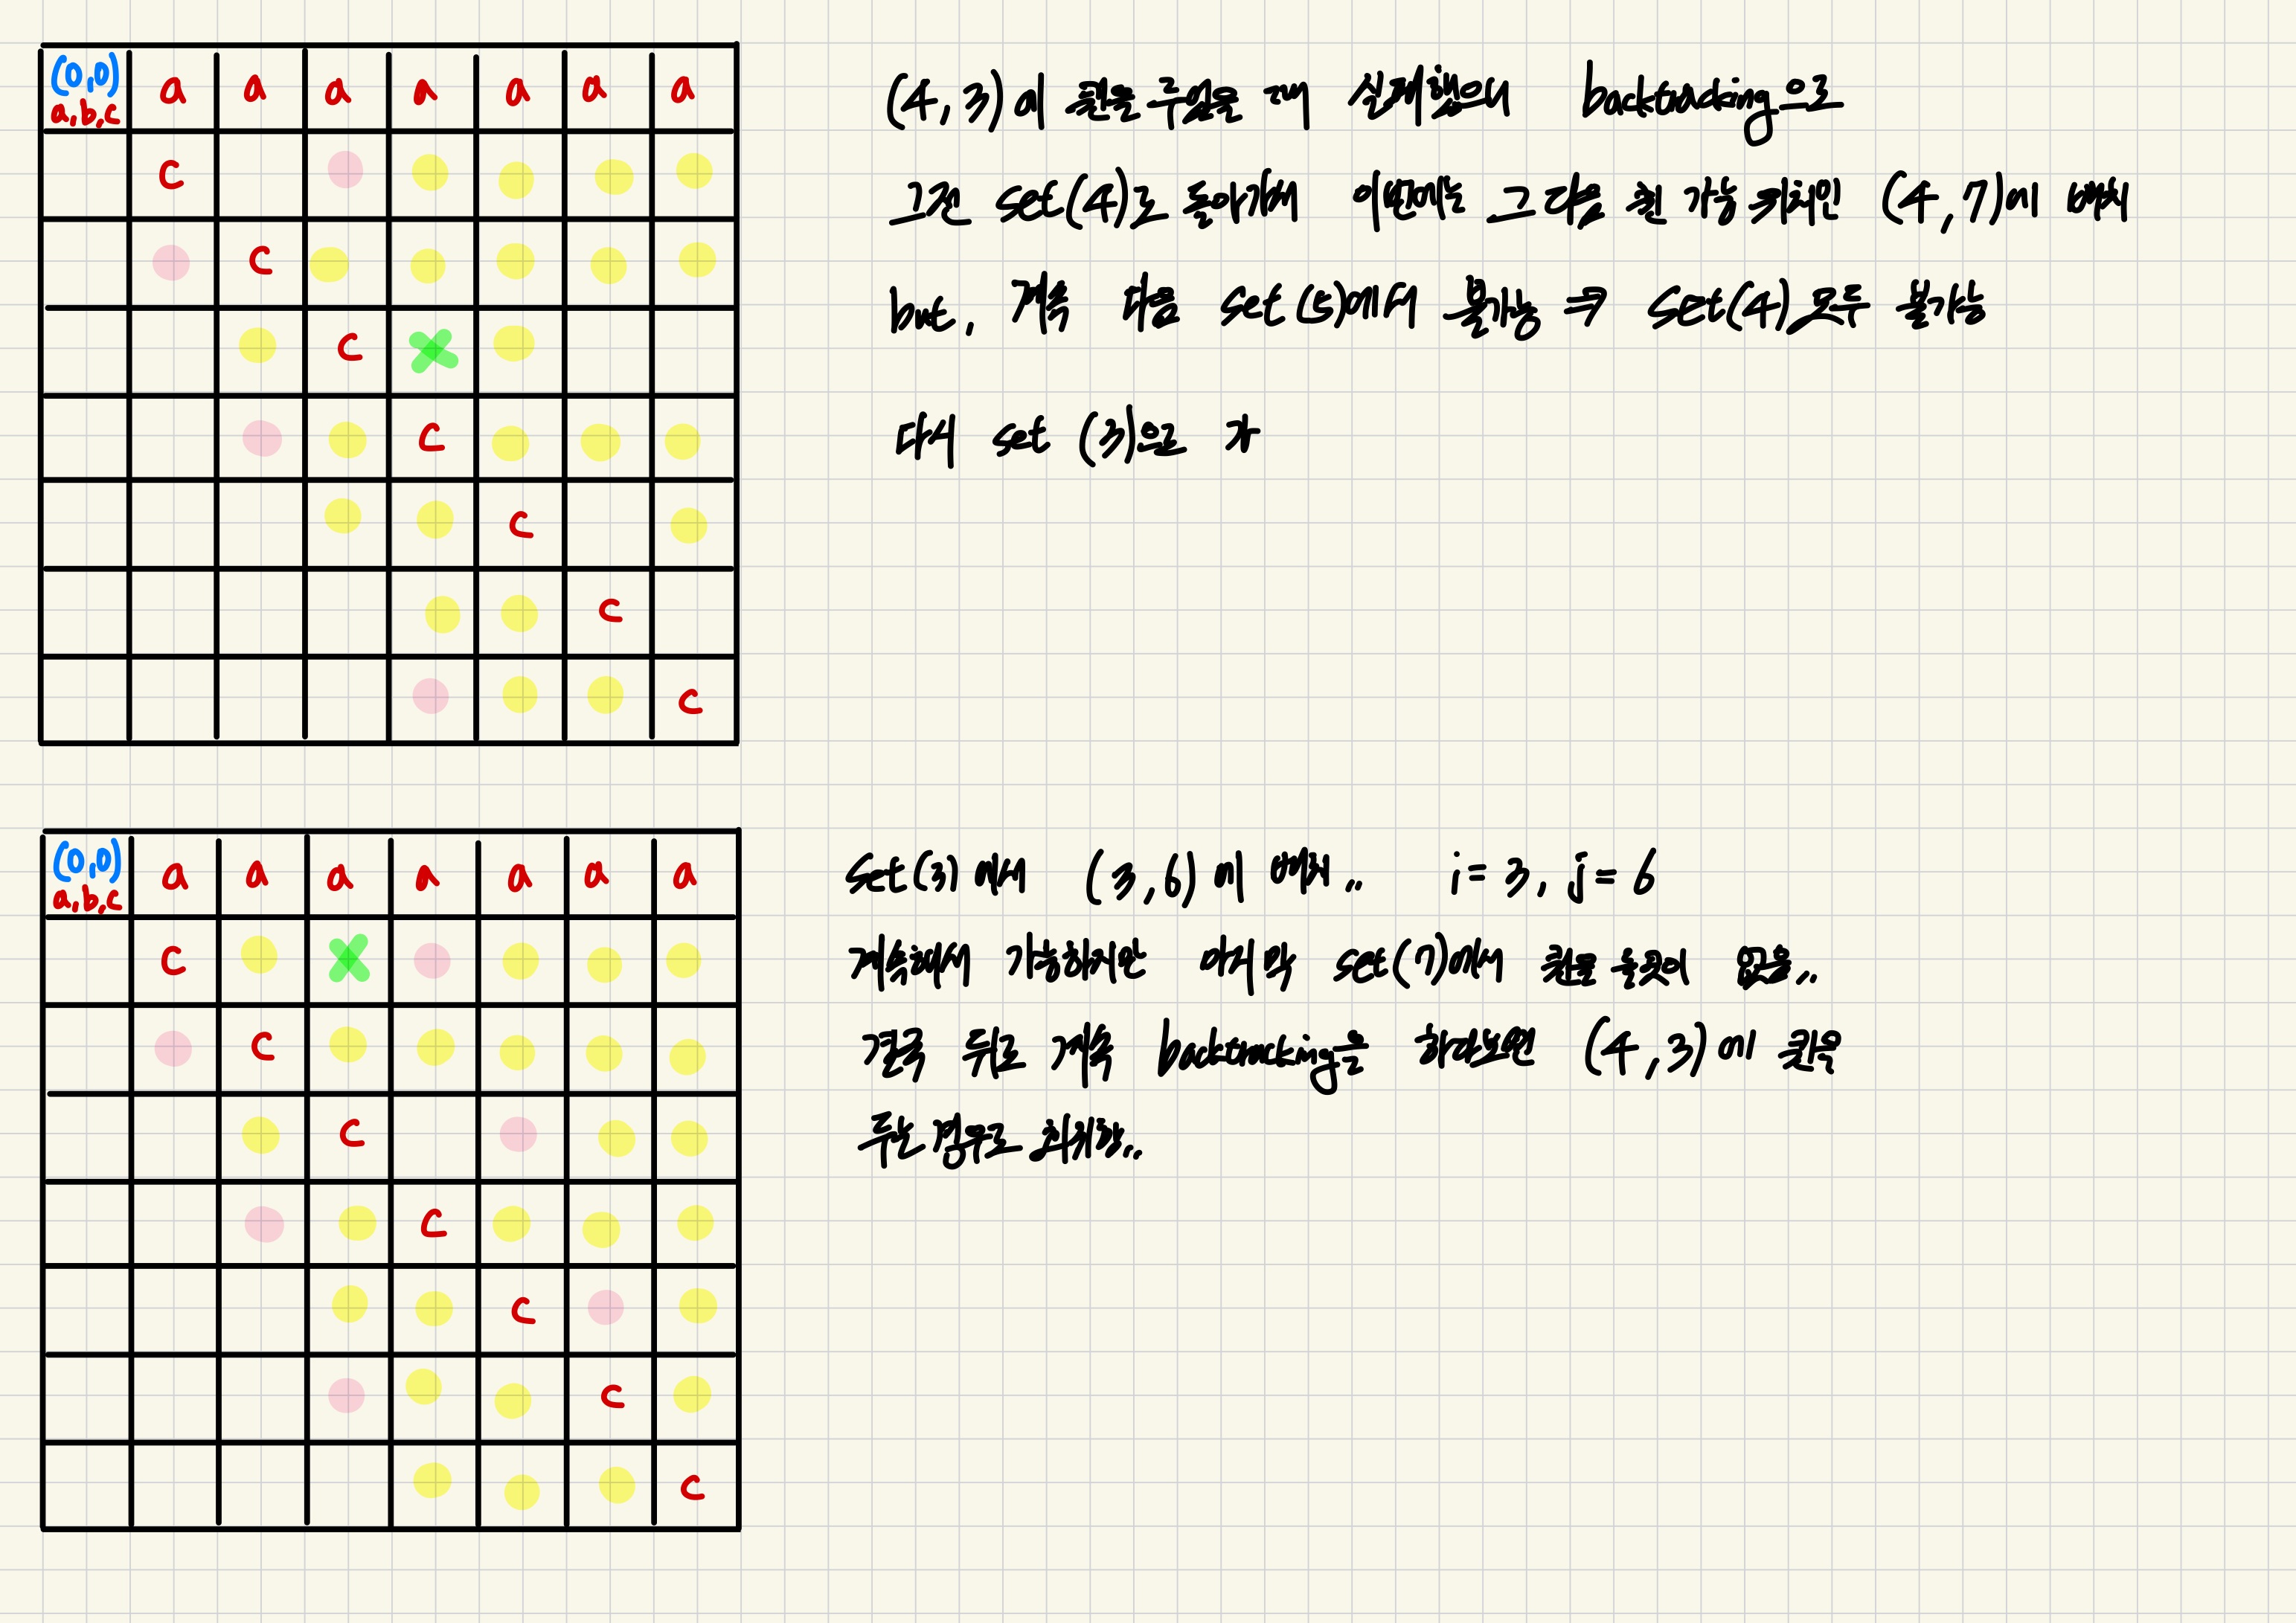 (0,0) a a a a a a a
a,b,c
c
c
c
c
c
c
c
(4,3)에 퀸을 두었을 때 실패했으니 backtracking으로
그전 set(4)로 돌아가서 이번에는 그 다음 퀸 가능 위치인 (4,7)에 배치
but, 계속 다음 set(5)에서 불가능 ⇒ set(4) 모두 불가능
다시 set (3)으로 가
(0,0) a a a a a a a
a,b,c
c
c
c
c
c
c
c
set(3)에서 (3,6)에 배치.. i=3, j=6
계속해서 가능하지만 마지막 set(7)에서 퀸을 놓곳이 없음..
결국 뒤로 계속 backtracking을 하다보면 (4,3)에 퀸을
두는 경우로 회귀함..